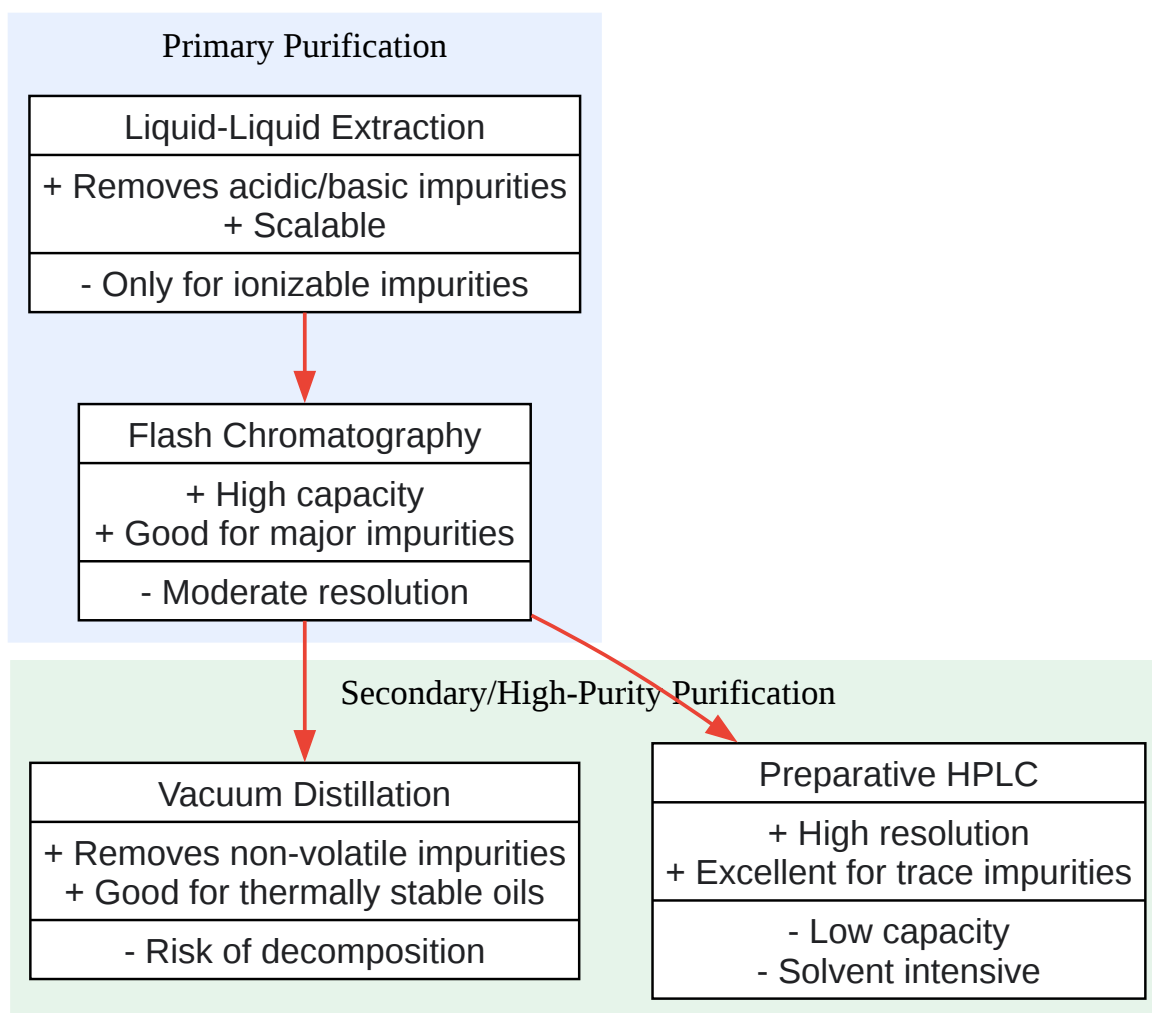 Primary Purification
Liquid-Liquid Extraction
+ Removes acidic/basic impurities
+ Scalable
- Only for ionizable impurities
Flash Chromatography
+ High capacity
+ Good for major impurities
- Moderate resolution
Secondary/High-Purity Purification
Vacuum Distillation
+ Removes non-volatile impurities
+ Good for thermally stable oils
- Risk of decomposition
Preparative HPLC
+ High resolution
+ Excellent for trace impurities
- Low capacity
- Solvent intensive